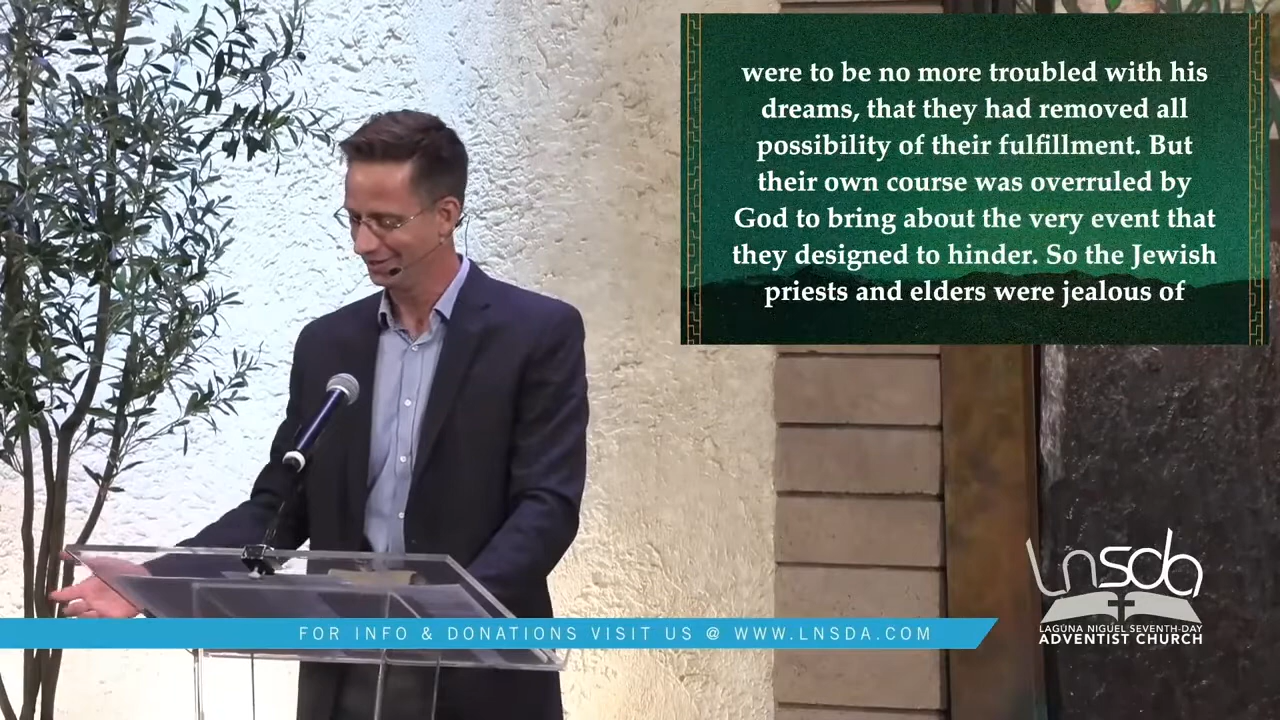 were to be no more troubled with his
dreams, that they had removed all
possibility of their fulfillment. But
their own course was overruled by
God to bring about the very event that
they designed to hinder. So the Jewish
priests and elders were jealous of
lnsda
LAGUNA NIGUEL SEVENTH-DAY
ADVENTIST CHURCH
FOR INFO & DONATIONS VISIT US @ WWW.LNSDA.COM